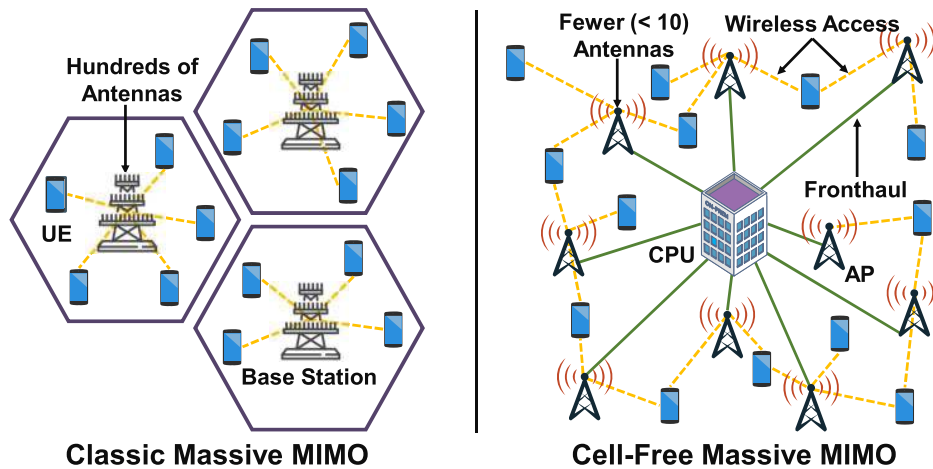 Hundreds of
Antennas
UE
Base Station
Classic Massive MIMO
Fewer (< 10)
Antennas
Wireless Access
Fronthaul
CPU
AP
Cell-Free Massive MIMO